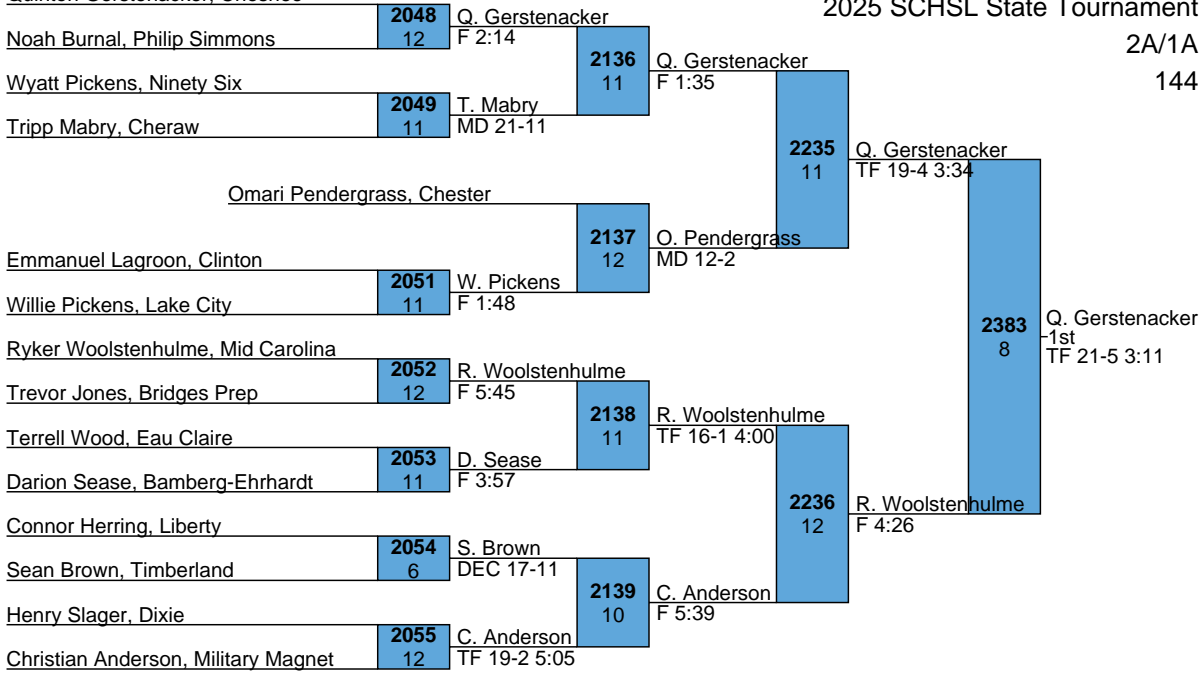 2025 SCHSL State Tournament
2A/1A
144
Noah Burnal, Philip Simmons
2048
12
Q. Gerstenacker
F 2:14
Wyatt Pickens, Ninety Six
Tripp Mabry, Cheraw
2049
11
T. Mabry
MD 21-11
2136
11
Q. Gerstenacker
F 1:35
Omari Pendergrass, Chester
Emmanuel Lagroon, Clinton
Willie Pickens, Lake City
2051
11
W. Pickens
F 1:48
2137
12
O. Pendergrass
MD 12-2
2235
11
Q. Gerstenacker
TF 19-4 3:34
Ryker Woolstenhulme, Mid Carolina
Trevor Jones, Bridges Prep
2052
12
R. Woolstenhulme
F 5:45
Terrell Wood, Eau Claire
Darion Sease, Bamberg-Ehrhardt
2053
11
D. Sease
F 3:57
2138
11
R. Woolstenhulme
TF 16-1 4:00
Connor Herring, Liberty
Sean Brown, Timberland
2054
6
S. Brown
DEC 17-11
Henry Slager, Dixie
Christian Anderson, Military Magnet
2055
12
C. Anderson
TF 19-2 5:05
2139
10
C. Anderson
F 5:39
2236
12
R. Woolstenhulme
F 4:26
2383
8
Q. Gerstenacker
1st
TF 21-5 3:11